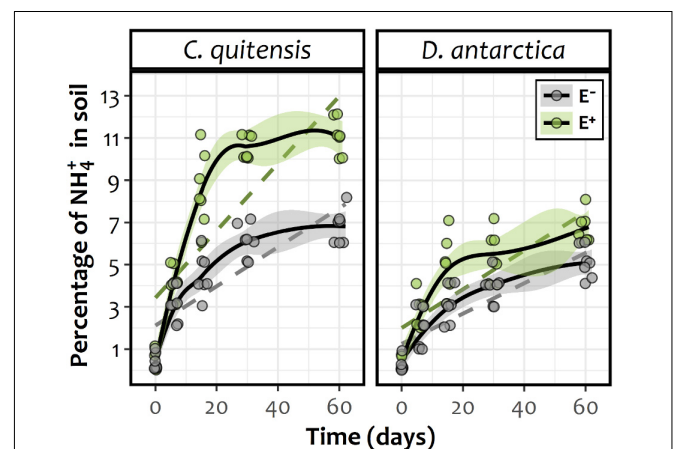 C. quitensis
D. antarctica
Percentage of NH₄⁺ in soil
13
11
9
7
5
3
1
E⁻
E⁺
0
20
40
60
0
20
40
60
Time (days)